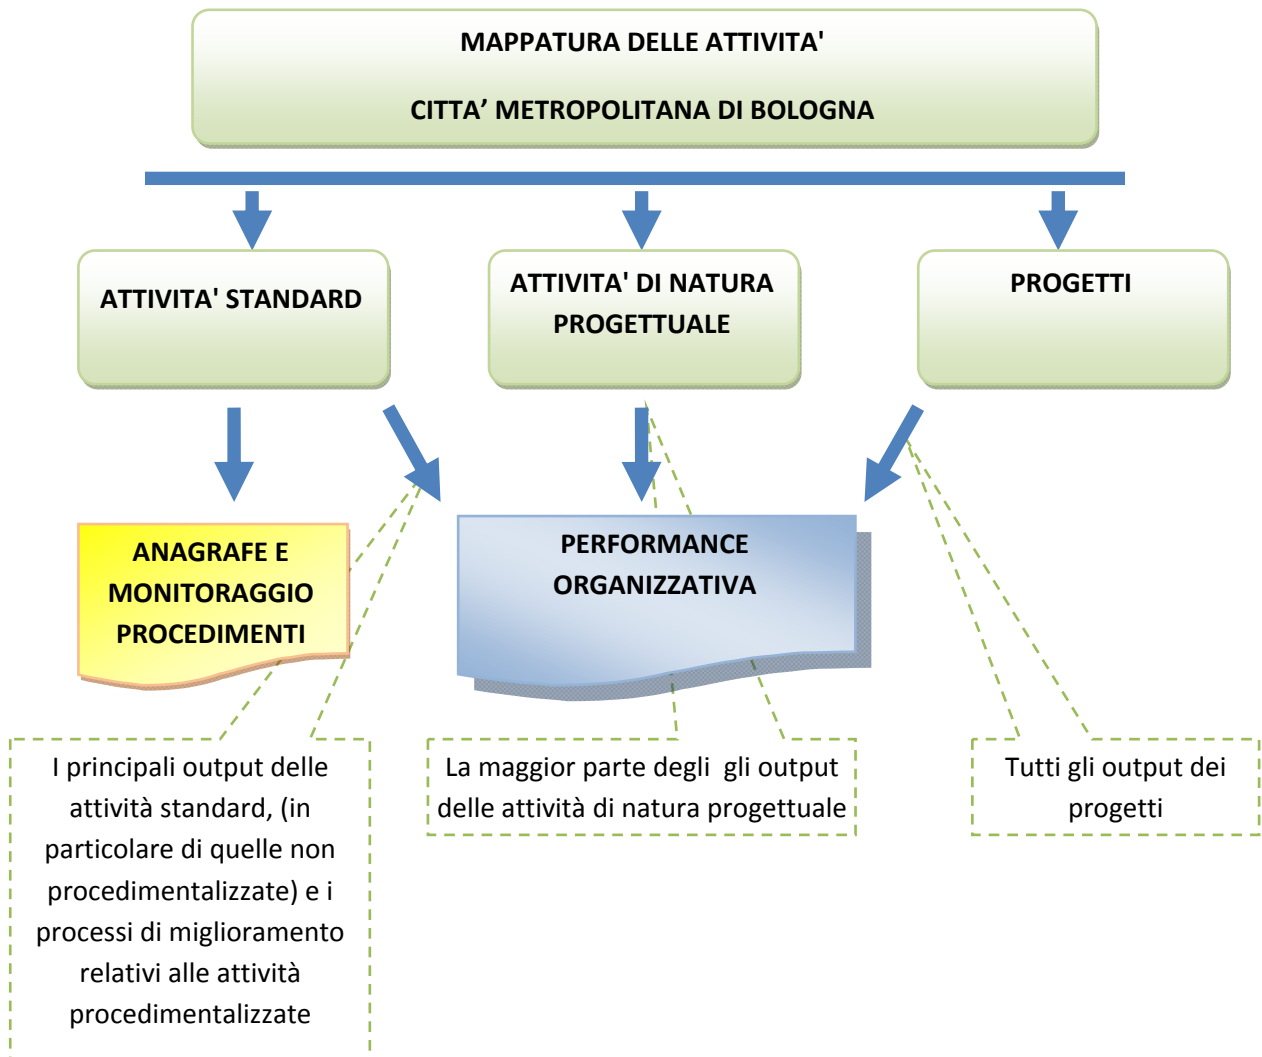 MAPPATURA DELLE ATTIVITA'
CITTA’ METROPOLITANA DI BOLOGNA
ATTIVITA' STANDARD
ATTIVITA' DI NATURA
PROGETTUALE
PROGETTI
ANAGRAFE E
MONITORAGGIO
PROCEDIMENTI
PERFORMANCE
ORGANIZZATIVA
I principali output delle
attività standard, (in
particolare di quelle non
procedimentalizzate) e i
processi di miglioramento
relativi alle attività
procedimentalizzate
La maggior parte degli gli output
delle attività di natura progettuale
Tutti gli output dei
progetti